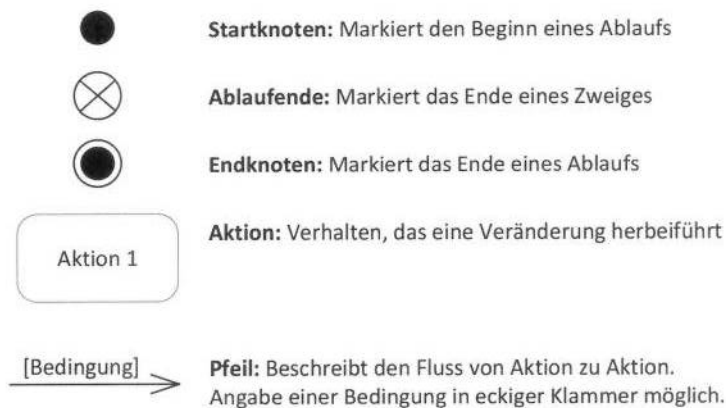 Startknoten: Markiert den Beginn eines Ablaufs
Ablaufende: Markiert das Ende eines Zweiges
Endknoten: Markiert das Ende eines Ablaufs
Aktion 1
Aktion: Verhalten, das eine Veränderung herbeiführt
[Bedingung]
Pfeil: Beschreibt den Fluss von Aktion zu Aktion.
Angabe einer Bedingung in eckiger Klammer möglich.